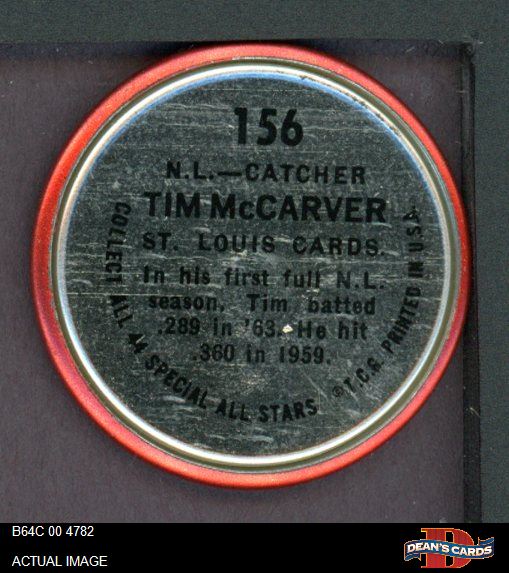 156
N.L.—CATCHER
TIM McCARVER
ST. LOUIS CARDS.
In his first full N.L.
season, Tim batted
.289 in '63. He hit
.360 in 1959.
COLLECT ALL 44 SPECIAL ALL STARS ©T.C.G. PRINTED IN U.S.A.
B64C 00 4782
ACTUAL IMAGE
D
DEAN'S CARDS